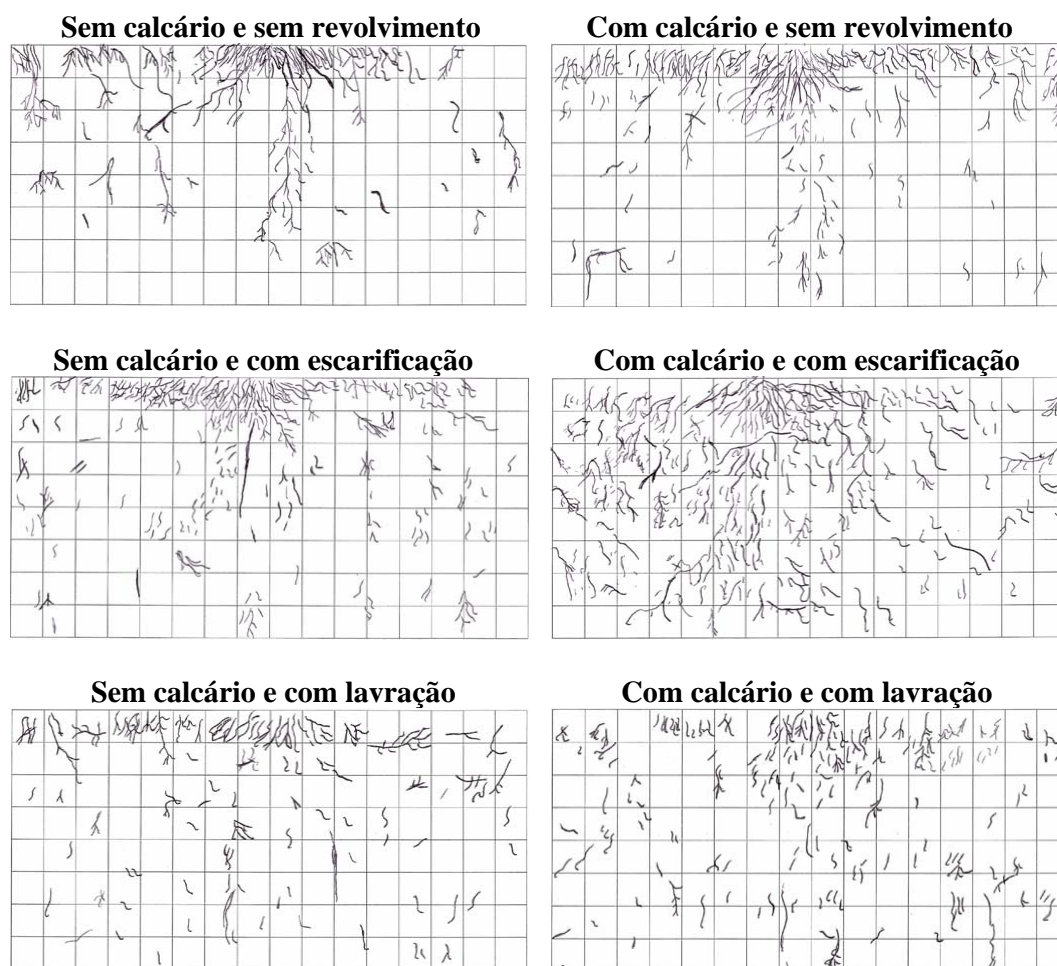 Sem calcário e sem revolvimento
Com calcário e sem revolvimento
Sem calcário e com escarificação
Com calcário e com escarificação
Sem calcário e com lavração
Com calcário e com lavração